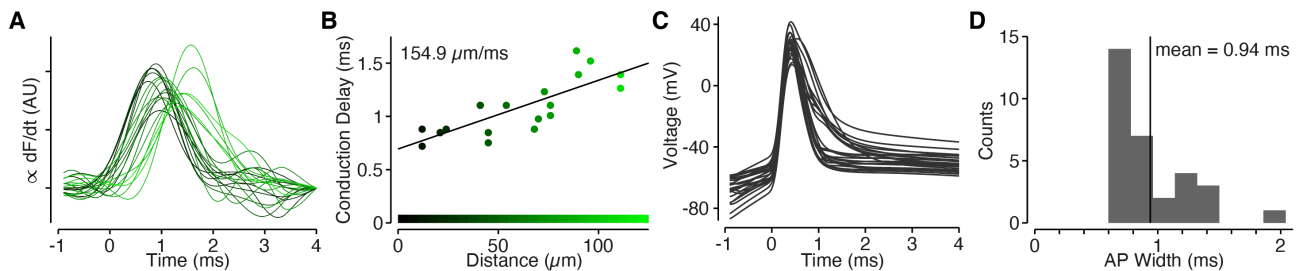 A
∝ dF/dt (AU)
-1 0 1 2 3 4
Time (ms)
B
154.9 µm/ms
Conduction Delay (ms)
1.5
1
0.5
0
0 50 100
Distance (µm)
C
Voltage (mV)
40
0
-40
-80
-1 0 1 2 3 4
Time (ms)
D
mean = 0.94 ms
Counts
15
10
5
0
0 1 2
AP Width (ms)